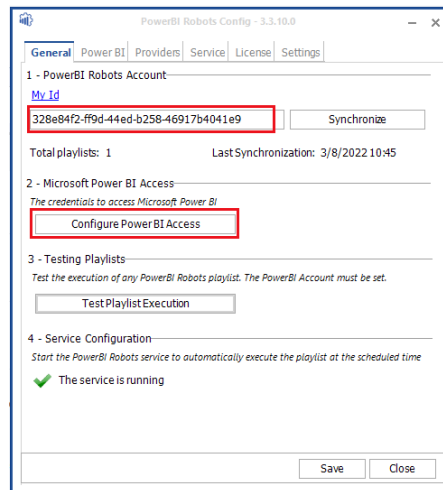 PowerBI Robots Config - 3.3.10.0
General Power BI Providers Service License Settings
1 - PowerBI Robots Account
My Id
328e84f2-ff9d-44ed-b258-46917b4041e9 Synchronize
Total playlists: 1 Last Synchronization: 3/8/2022 10:45
2 - Microsoft Power BI Access
The credentials to access Microsoft Power BI
Configure Power BI Access
3 - Testing Playlists
Test the execution of any PowerBI Robots playlist. The PowerBI Account must be set.
Test Playlist Execution
4 - Service Configuration
Start the PowerBI Robots service to automatically execute the playlist at the scheduled time
The service is running
Save Close